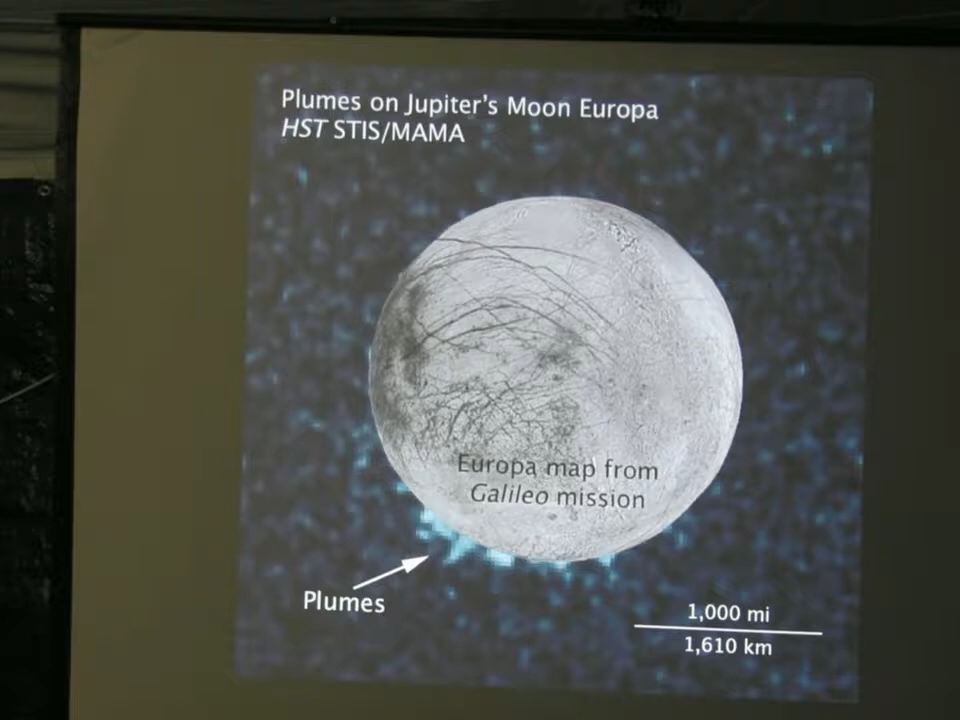 Plumes on Jupiter's Moon Europa
HST STIS/MAMA
Europa map from
Galileo mission
Plumes
1,000 mi
1,610 km